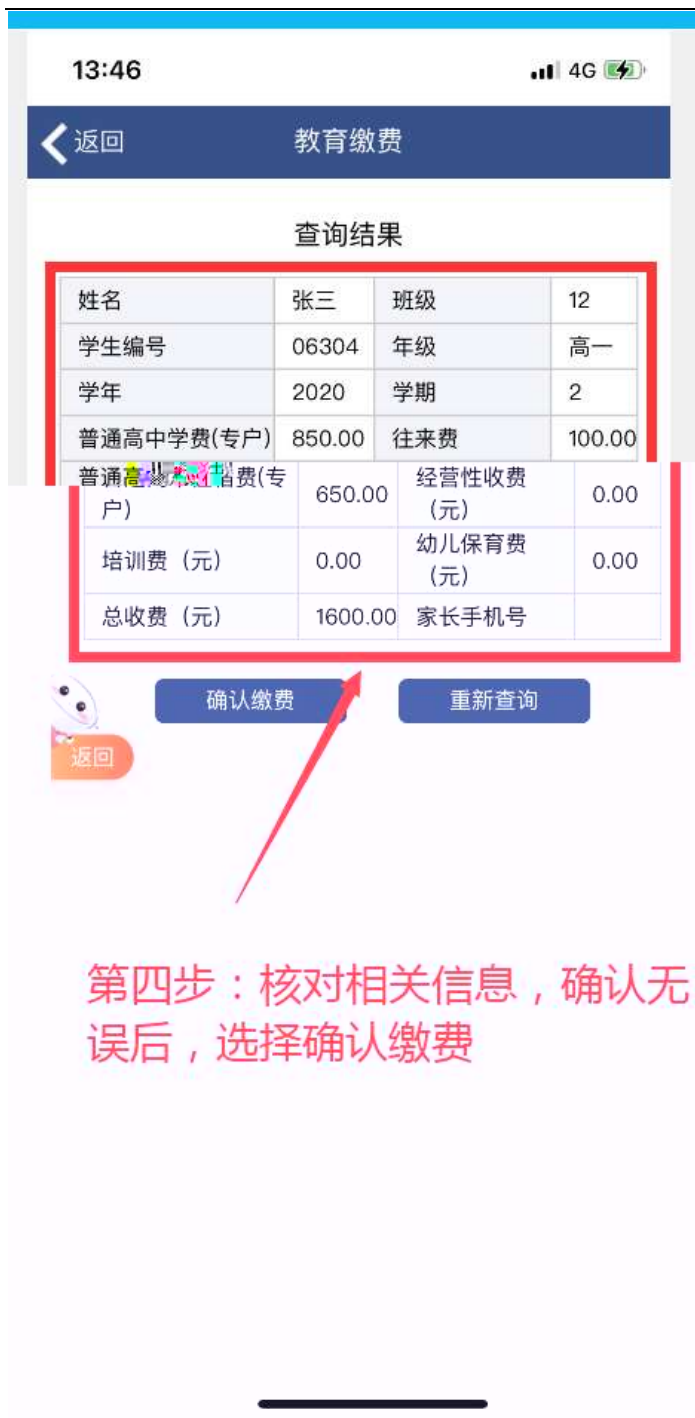 13:46 4G
返回 教育缴费
查询结果
姓名 张三 班级 12
学生编号 06304 年级 高一
学年 2020 学期 2
普通高中学费(专户) 850.00 往来费 100.00
普通 费(专
户) 650.00 经营性收费
(元) 0.00
培训费 (元) 0.00 幼儿保育费
(元) 0.00
总收费 (元) 1600.00 家长手机号
确认缴费 重新查询
返回
第四步：核对相关信息，确认无
误后，选择确认缴费